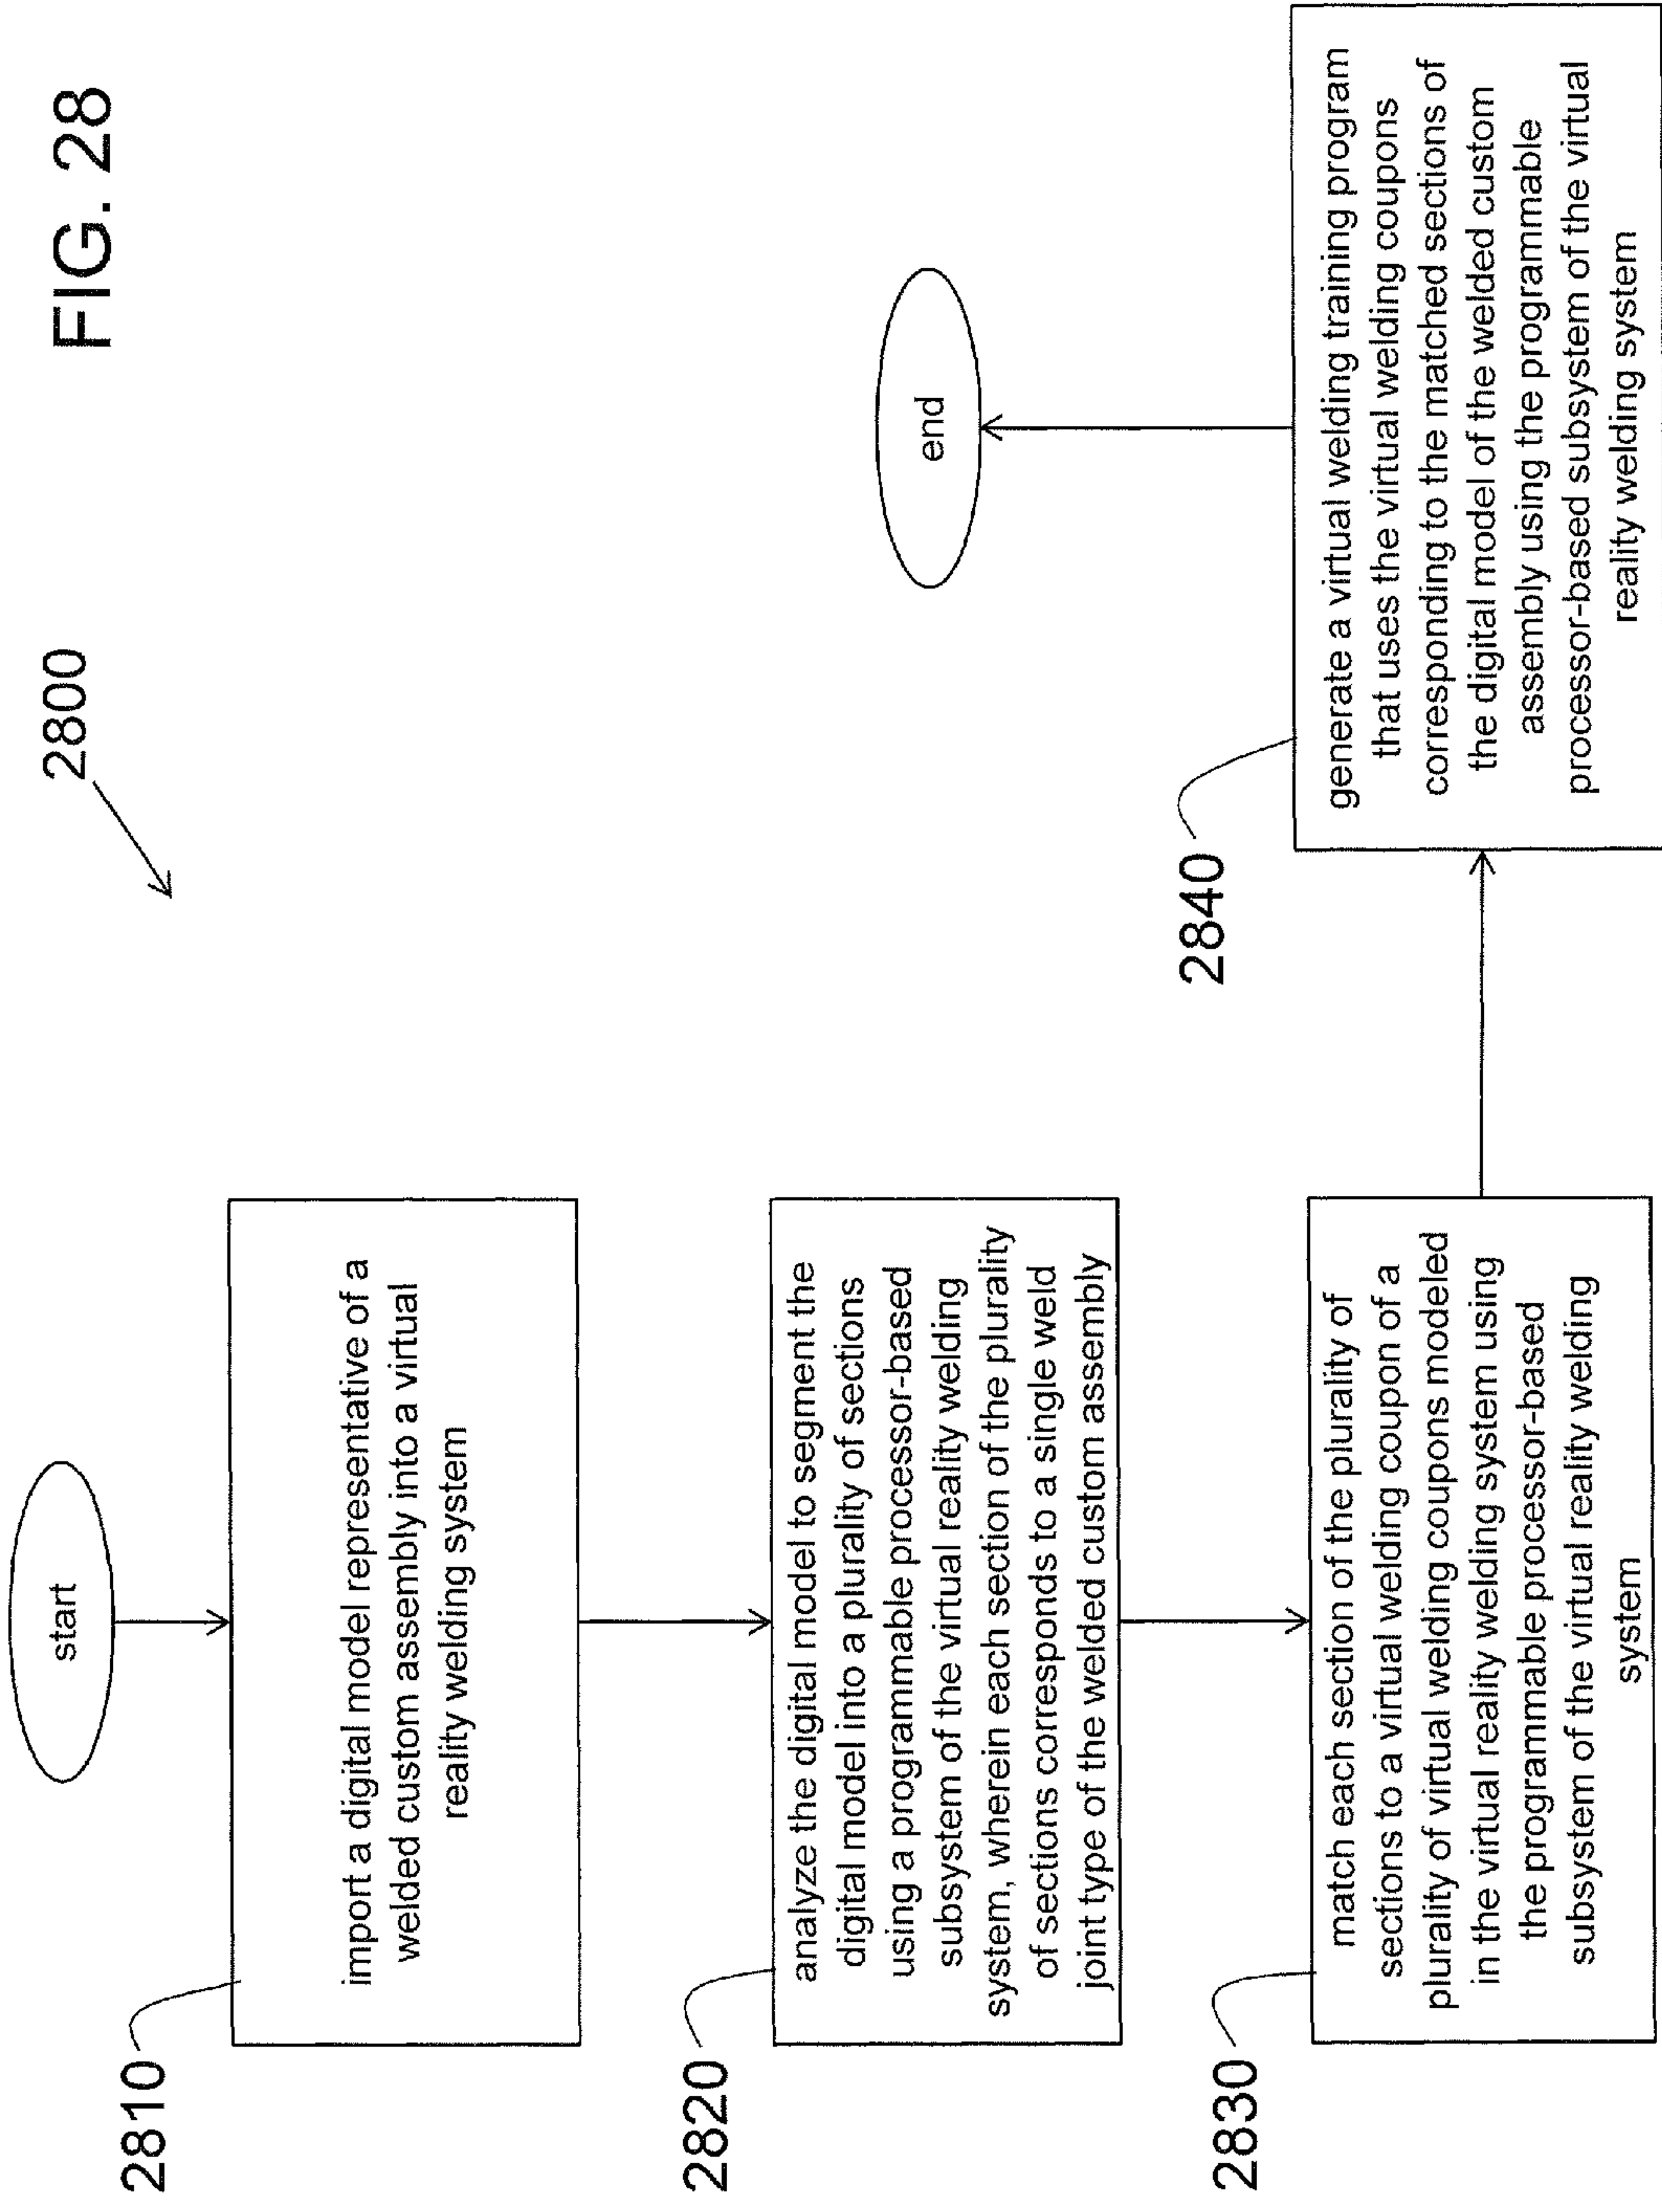 FIG. 28
2800
start
2810
import a digital model representative of a
welded custom assembly into a virtual
reality welding system
2820
analyze the digital model to segment the
digital model into a plurality of sections
using a programmable processor-based
subsystem of the virtual reality welding
system, wherein each section of the plurality
of sections corresponds to a single weld
joint type of the welded custom assembly
2830
match each section of the plurality of
sections to a virtual welding coupon of a
plurality of virtual welding coupons modeled
in the virtual reality welding system using
the programmable processor-based
subsystem of the virtual reality welding
system
2840
generate a virtual welding training program
that uses the virtual welding coupons
corresponding to the matched sections of
the digital model of the welded custom
assembly using the programmable
processor-based subsystem of the virtual
reality welding system
end